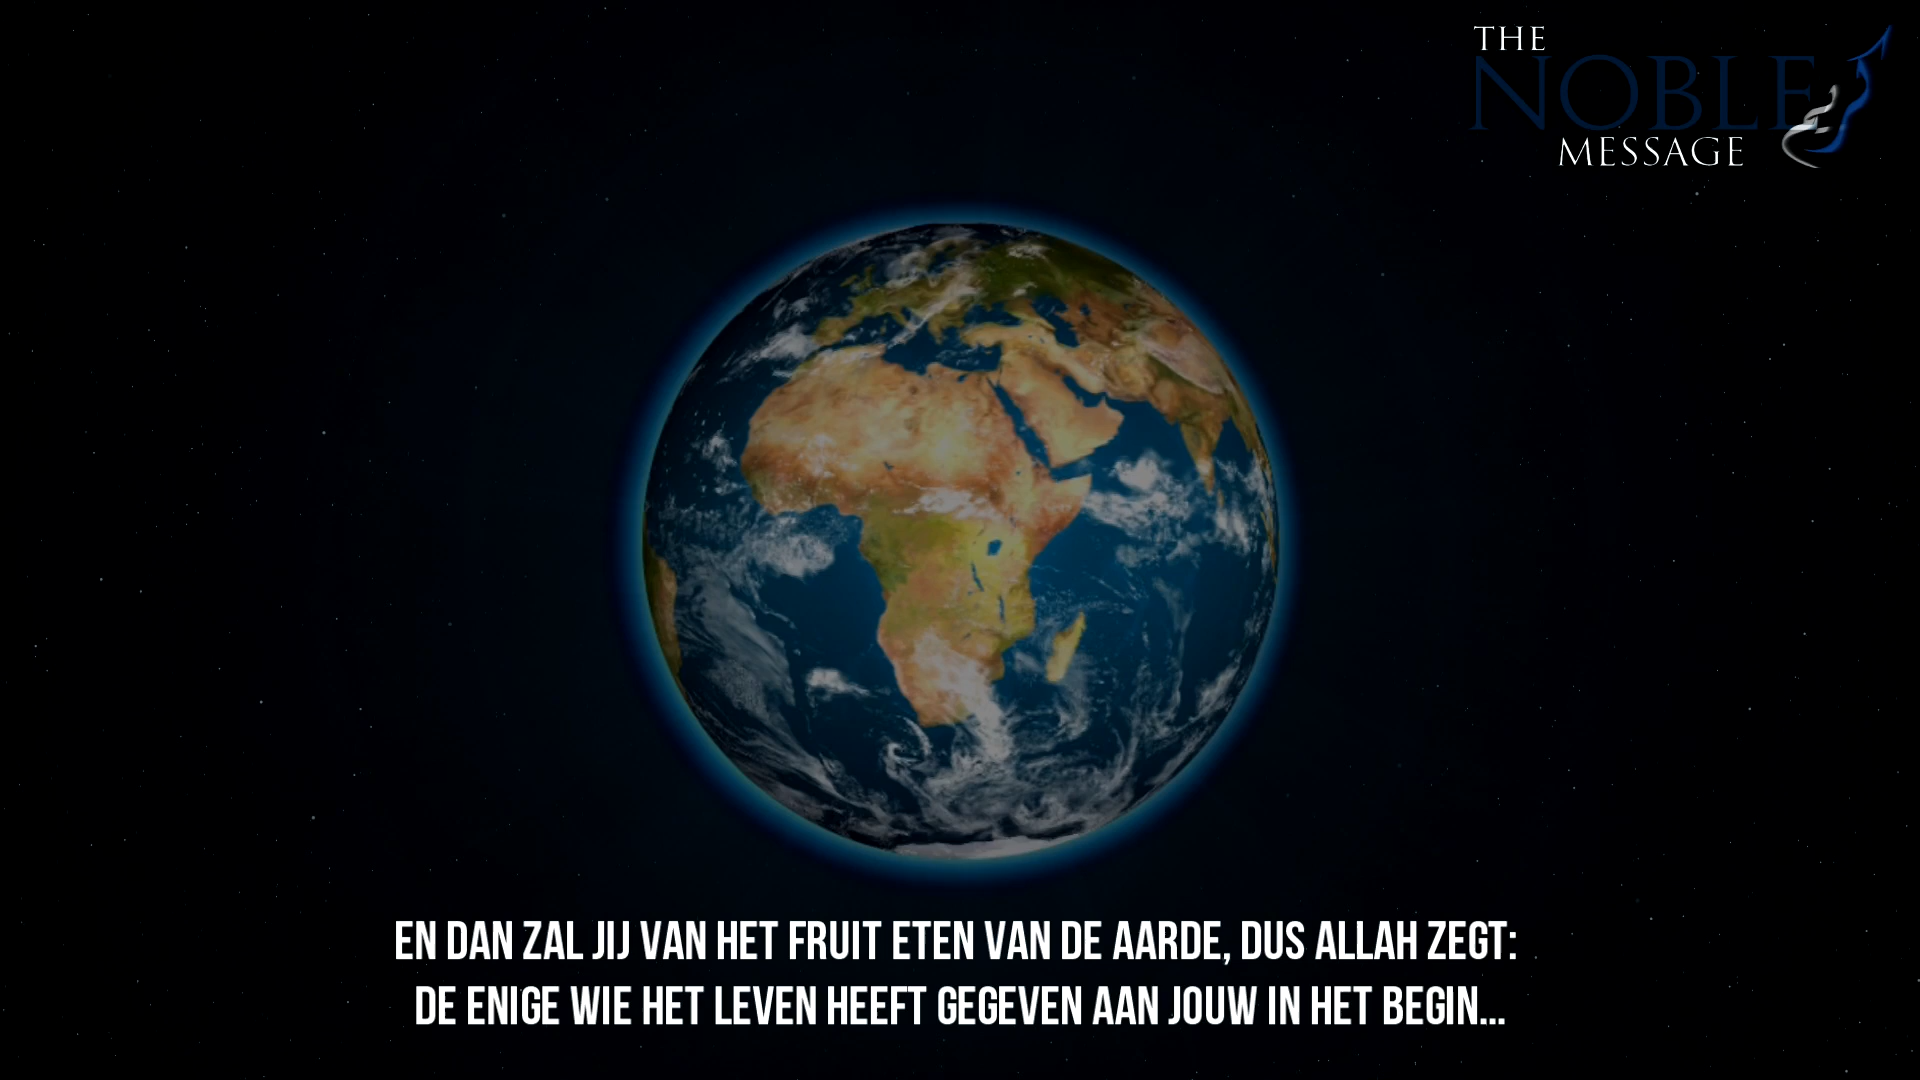 THE
NOBLE
MESSAGE
EN DAN ZAL JIJ VAN HET FRUIT ETEN VAN DE AARDE, DUS ALLAH ZEGT:
DE ENIGE WIE HET LEVEN HEEFT GEGEVEN AAN JOUW IN HET BEGIN...